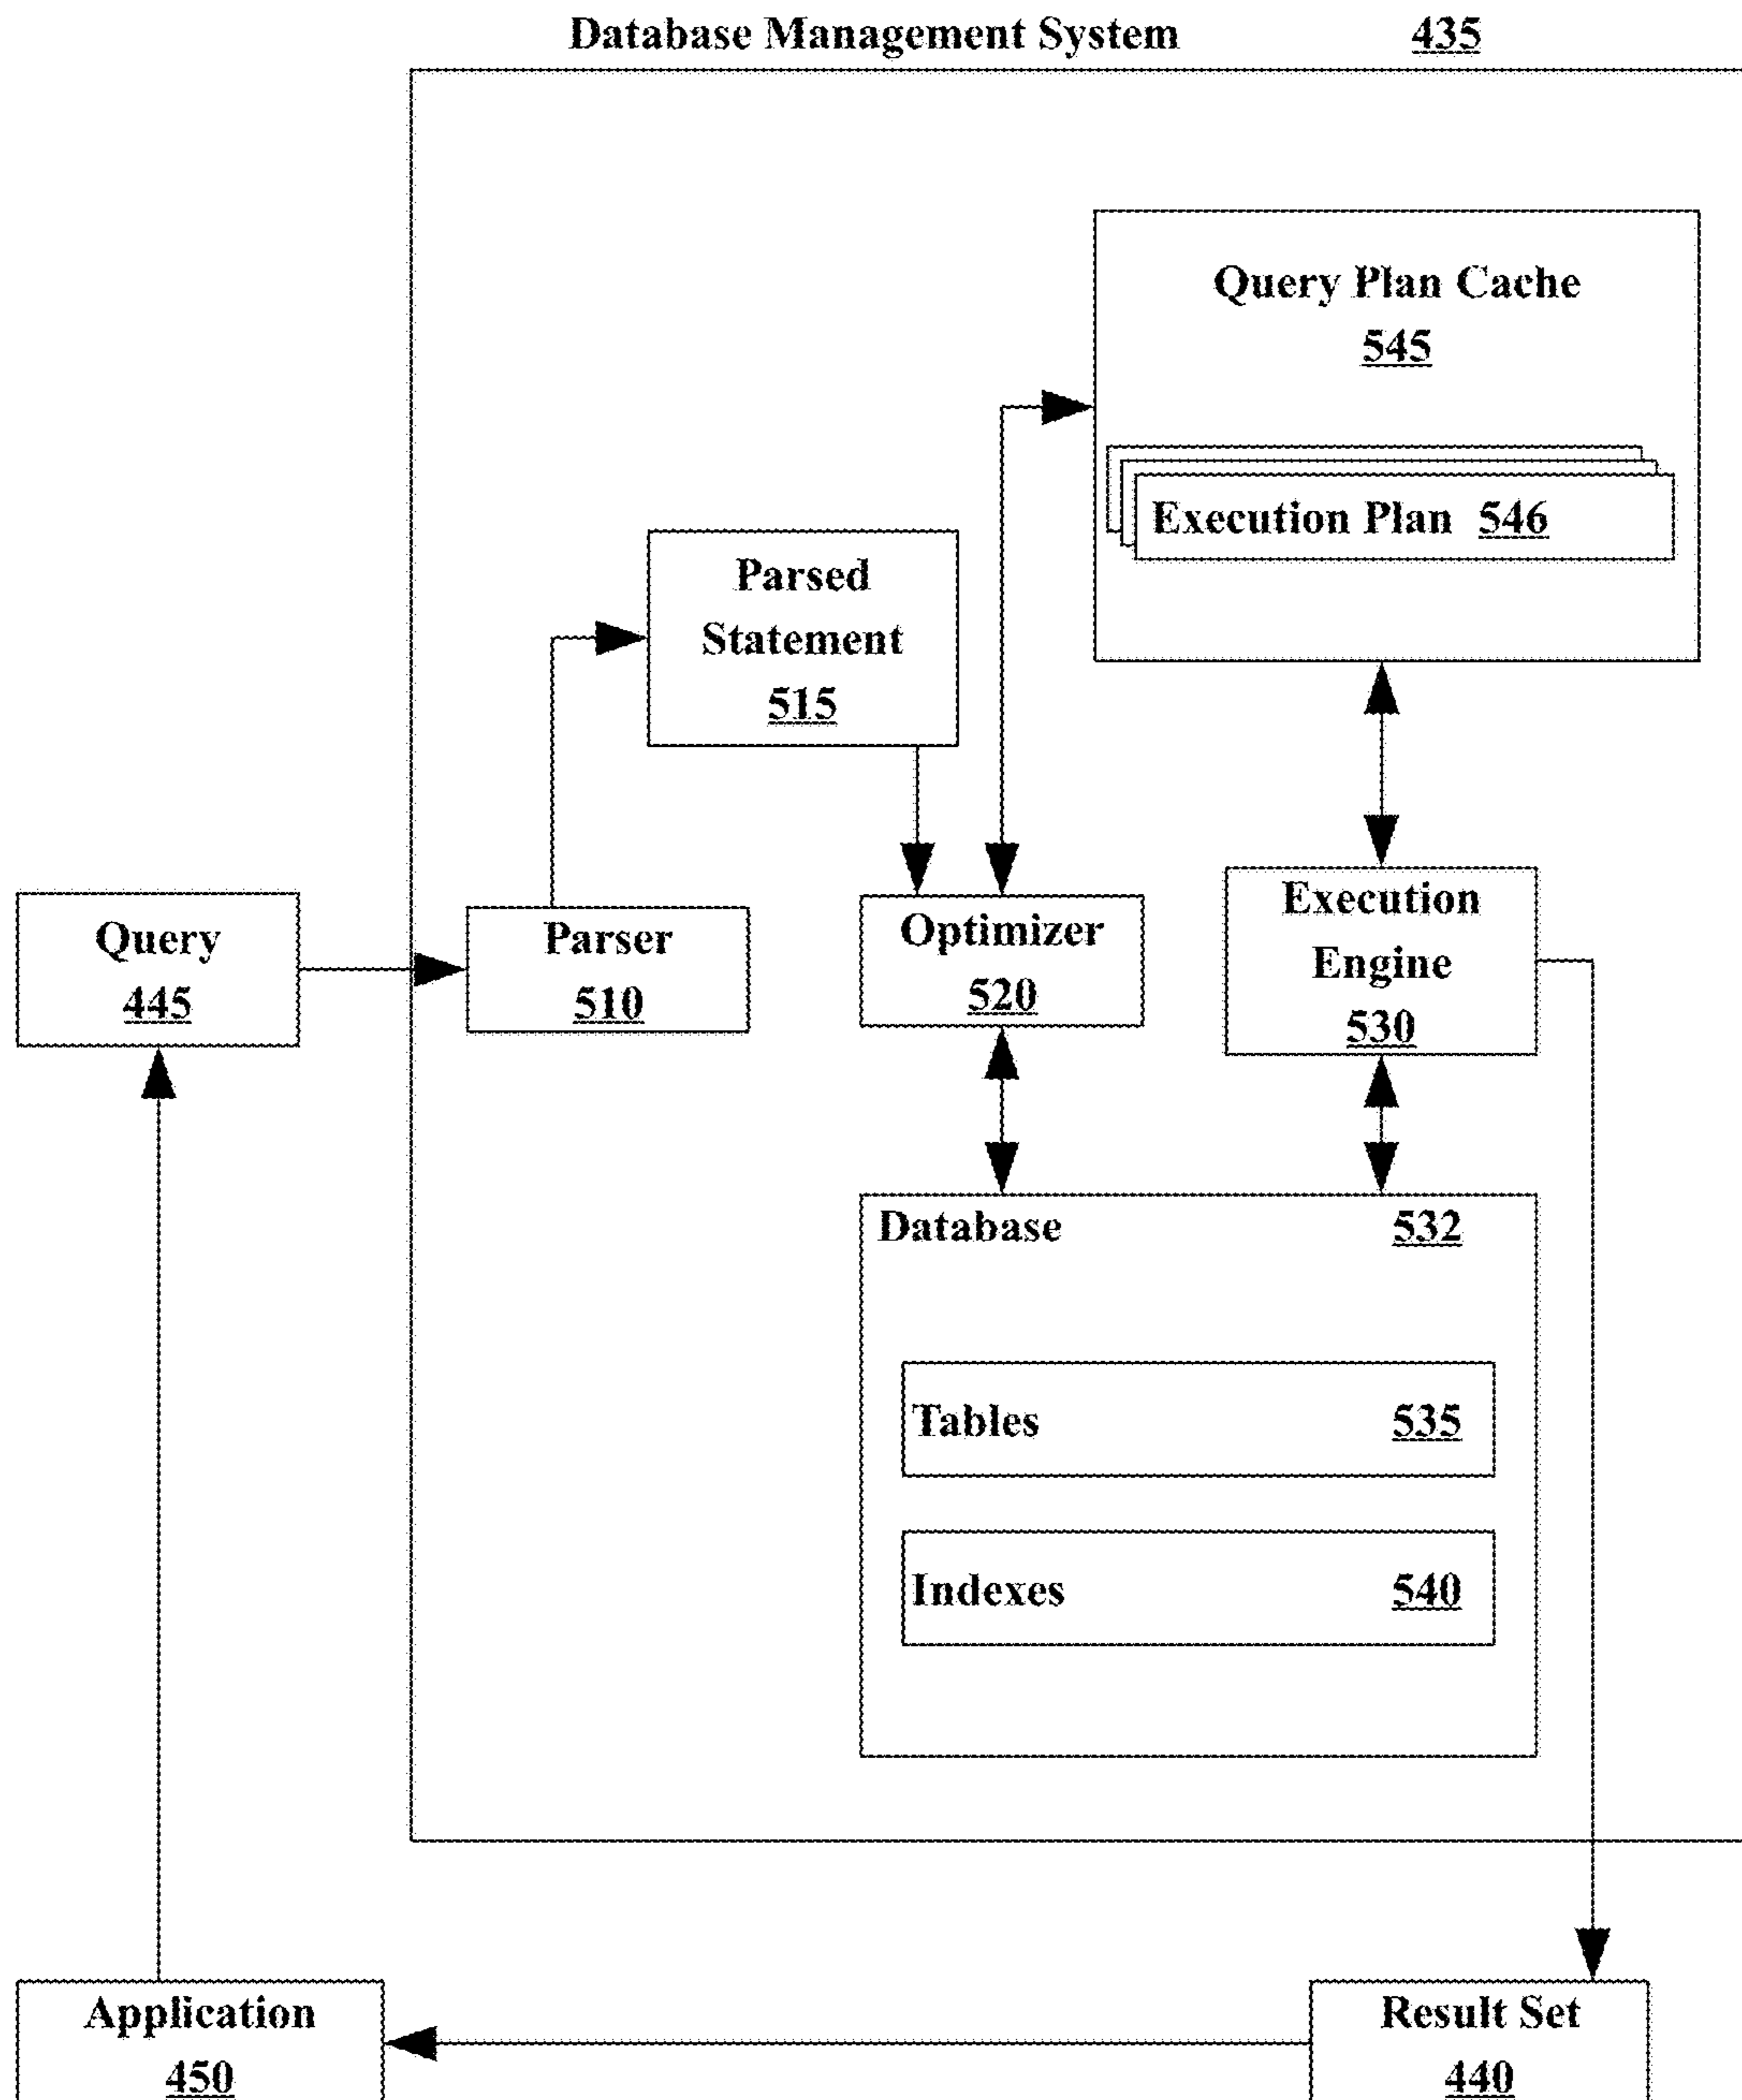 Database Management System 435
Query Plan Cache
545
Execution Plan 546
Parsed
Statement
515
Query
445
Parser
510
Optimizer
520
Execution
Engine
530
Database 532
Tables 535
Indexes 540
Application
450
Result Set
440